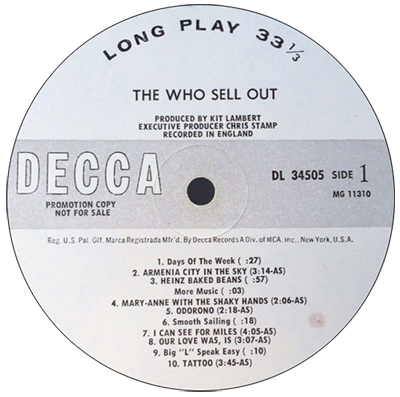 LONG PLAY 33 1/3
THE WHO SELL OUT
PRODUCED BY KIT LAMBERT
EXECUTIVE PRODUCER CHRIS STAMP
RECORDED IN ENGLAND
DECCA
DL 34505 SIDE 1
MG 11310
PROMOTION COPY
NOT FOR SALE
Reg. U.S. Pat. Off. Marca Registrada Mfr'd. By Decca Records A Div. of MCA, Inc., New York, U.S.A.
1. Days Of The Week ( :27)
2. ARMENIA CITY IN THE SKY (3:14-AS)
3. HEINZ BAKED BEANS ( :57)
More Music ( :03)
4. MARY-ANNE WITH THE SHAKY HANDS (2:06-AS)
5. ODORONO (2:18-AS)
6. Smooth Sailing ( :18)
7. I CAN SEE FOR MILES (4:05-AS)
8. OUR LOVE WAS, IS (3:07-AS)
9. Big "L" Speak Easy ( :10)
10. TATTOO (3:45-AS)